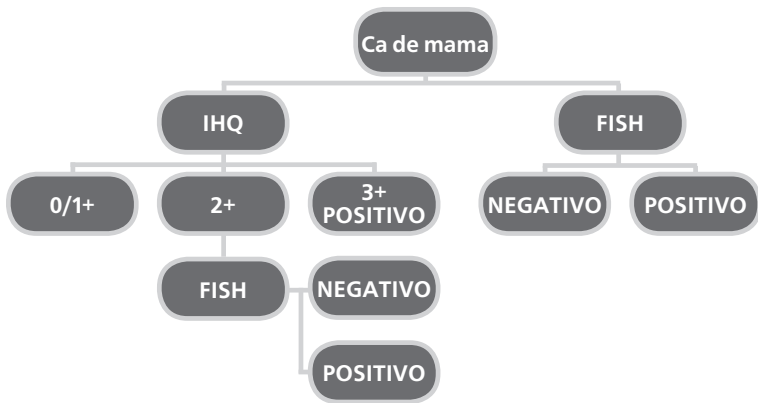 Ca de mama
IHQ
FISH
0/1+
2+
3+
POSITIVO
NEGATIVO
POSITIVO
FISH
NEGATIVO
POSITIVO